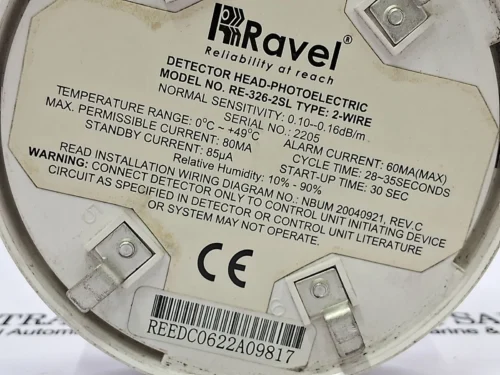 Ravel®
Reliability at reach
DETECTOR HEAD-PHOTOELECTRIC
MODEL NO. RE-326-2SL TYPE: 2-WIRE
NORMAL SENSITIVITY: 0.10--0.16dB/m
SERIAL NO.: 2205
TEMPERATURE RANGE: 0°C ~ +49°C
ALARM CURRENT: 60MA(MAX)
MAX. PERMISSIBLE CURRENT: 80MA
CYCLE TIME: 28~35SECONDS
STANDBY CURRENT: 85µA
START-UP TIME: 30 SEC
Relative Humidity: 10% - 90%
READ INSTALLATION WIRING DIAGRAM NO.: NBUM 20040921, REV.C
WARNING: CONNECT DETECTOR ONLY TO CONTROL UNIT INITIATING DEVICE
CIRCUIT AS SPECIFIED IN DETECTOR OR CONTROL UNIT LITERATURE
OR SYSTEM MAY NOT OPERATE.
5
CE
REEDC0622A09817